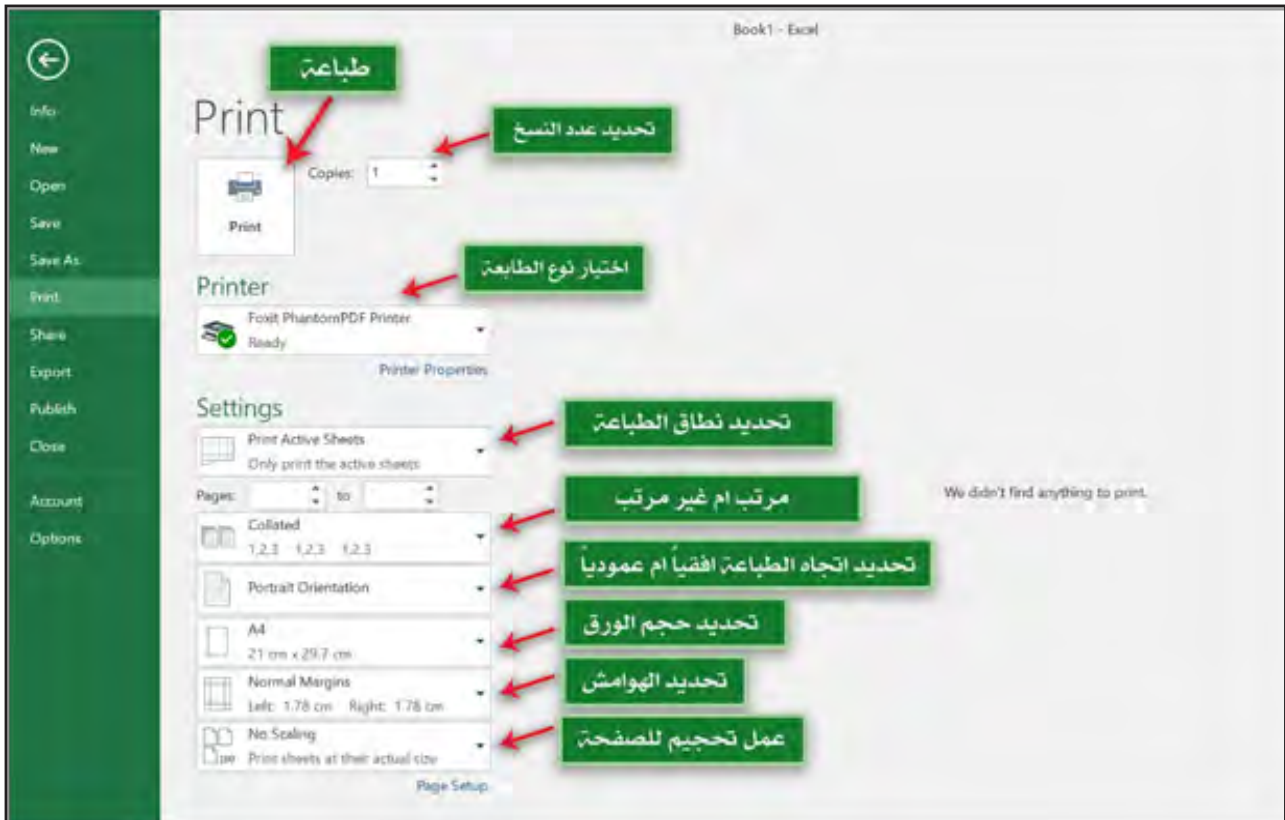 Book1 - Excel
Info
New
Open
Save
Save As
Print
Share
Export
Publish
Close
Account
Options
طباعة
Print
تحديد عدد النسخ
Copies: 1
Print
اختيار نوع الطابعة
Printer
Foxit PhantomPDF Printer
Ready
Printer Properties
Settings
تحديد نطاق الطباعة
Print Active Sheets
Only print the active sheets
Pages: to
مرتب ام غير مرتب
We didn't find anything to print.
Collated
1,2,3 1,2,3 1,2,3
تحديد اتجاه الطباعة افقياً ام عمودياً
Portrait Orientation
تحديد حجم الورق
A4
21 cm x 29.7 cm
تحديد الهوامش
Normal Margins
Left: 1.78 cm Right: 1.78 cm
عمل تحجيم للصفحة
No Scaling
100 Print sheets at their actual size
Page Setup